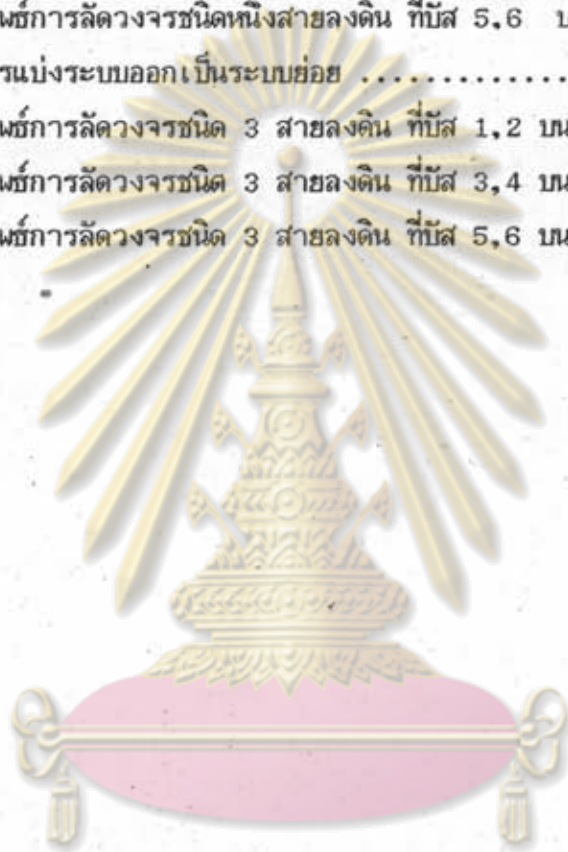 พธ์การลัดวงจรชนิดหนึ่งสายลงดิน ที่บัส 5,6 บ
รแบ่งระบบออกเป็นระบบย่อย ..............
พธ์การลัดวงจรชนิด 3 สายลงดิน ที่บัส 1,2 บน
พธ์การลัดวงจรชนิด 3 สายลงดิน ที่บัส 3,4 บน
พธ์การลัดวงจรชนิด 3 สายลงดิน ที่บัส 5,6 บน